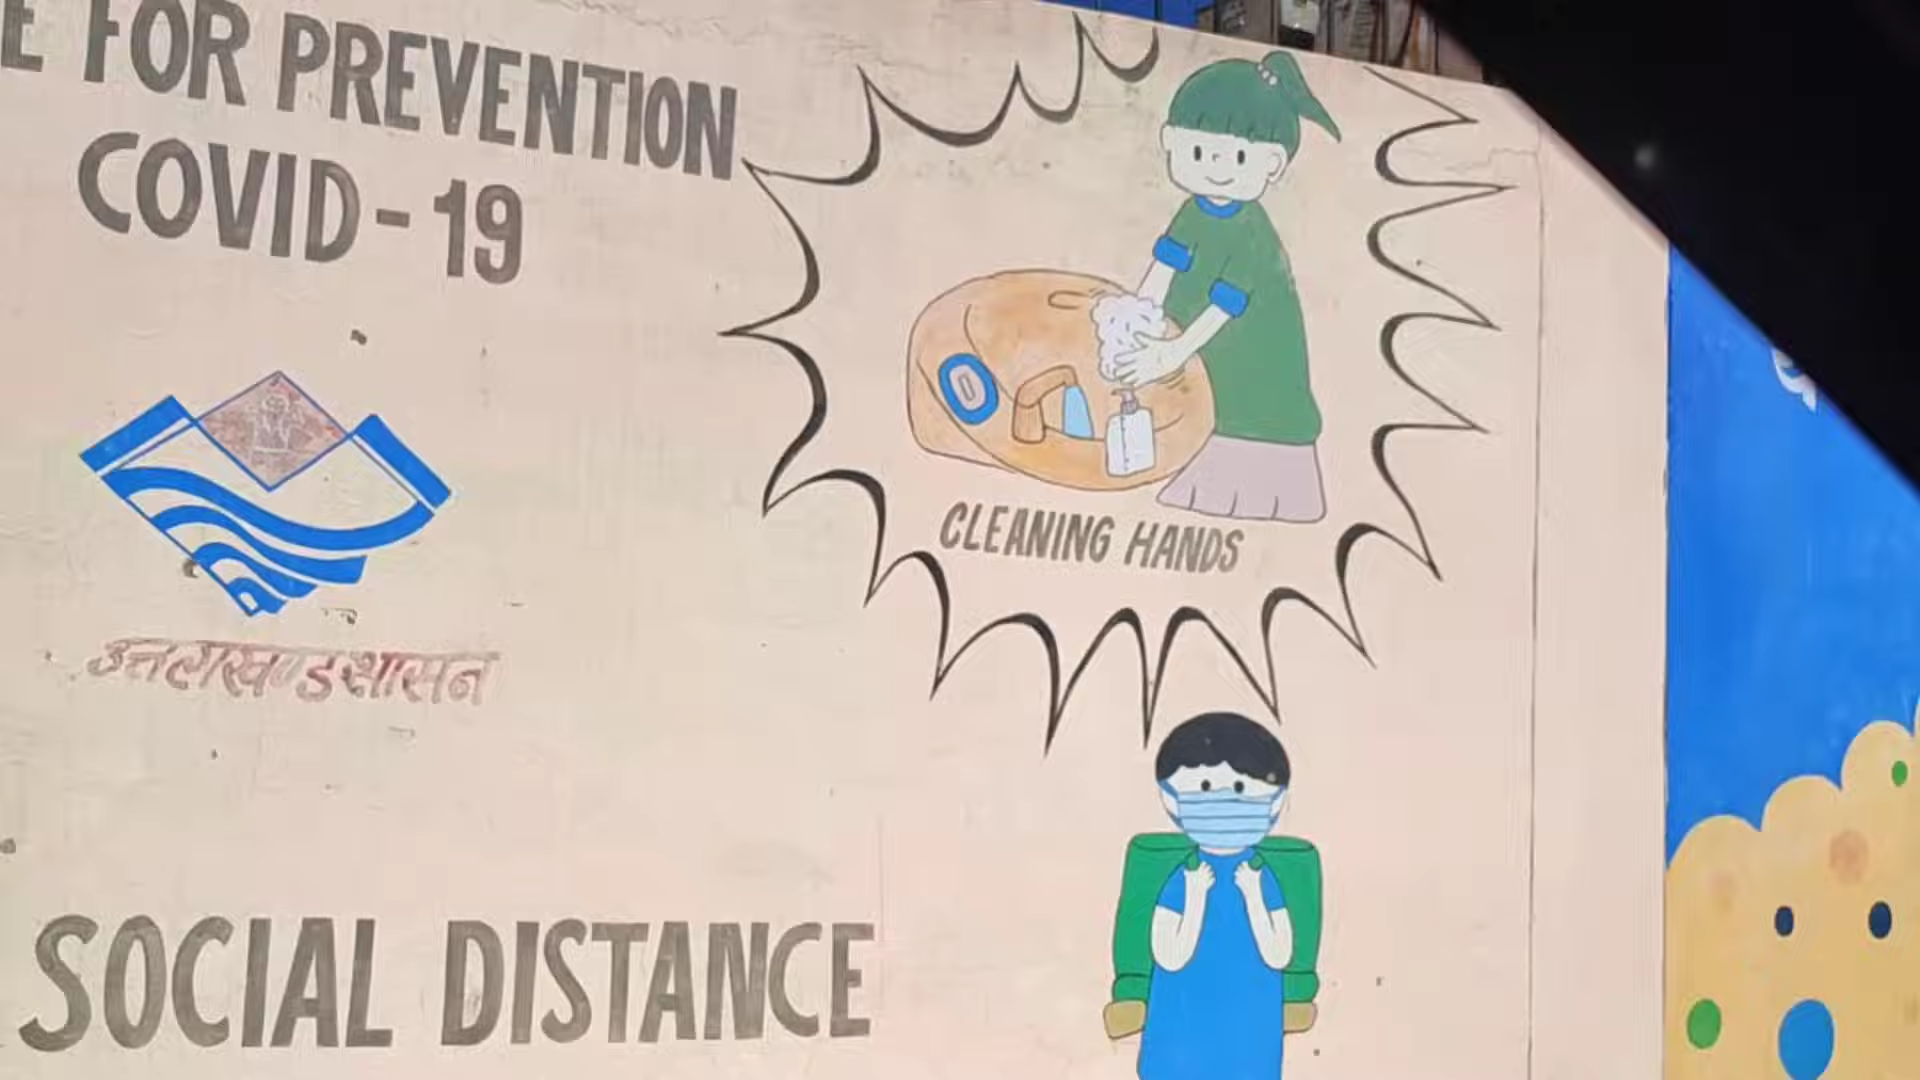 E FOR PREVENTION
COVID-19
CLEANING HANDS
उत्तराखण्ड शासन
SOCIAL DISTANCE